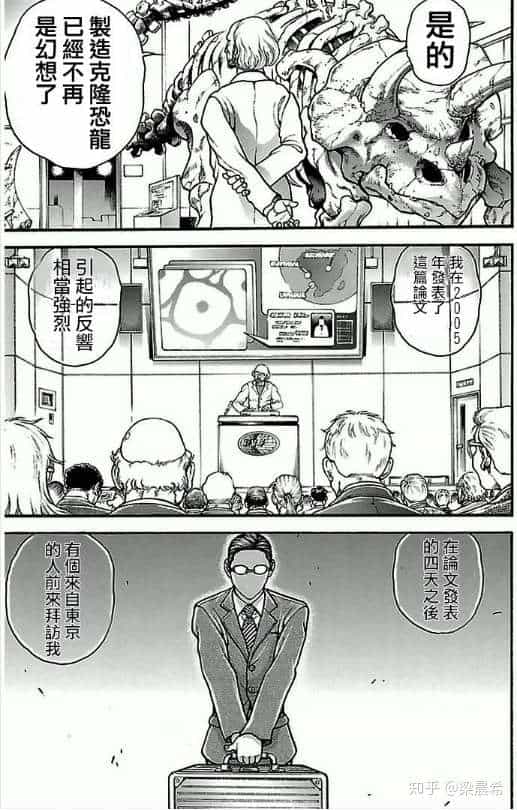 是的
製造克隆恐龍
已經不再
是幻想了
我在2005
年發表了
這篇論文
引起的反響
相當強烈
在論文發表
的四天之後
有個來自東京
的人前來拜訪我
知乎 @梁晨希